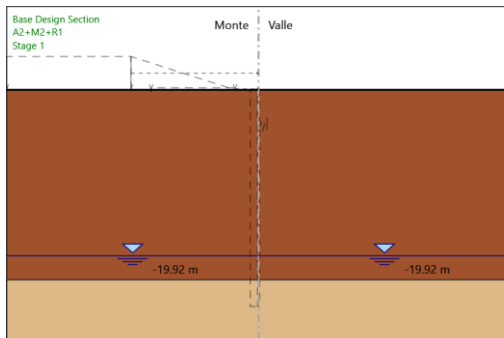 Base Design Section
A2+M2+R1
Stage 1
Monte Valle
-19.92 m -19.92 m